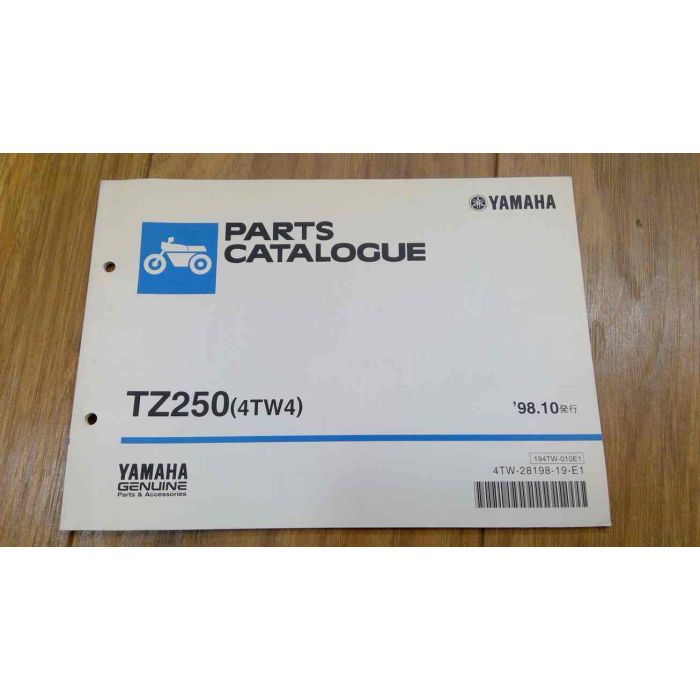 YAMAHA
PARTS
CATALOGUE
TZ250(4TW4)
'98.10発行
YAMAHA
GENUINE
Parts & Accessories
194TW-010E1
4TW-28198-19-E1